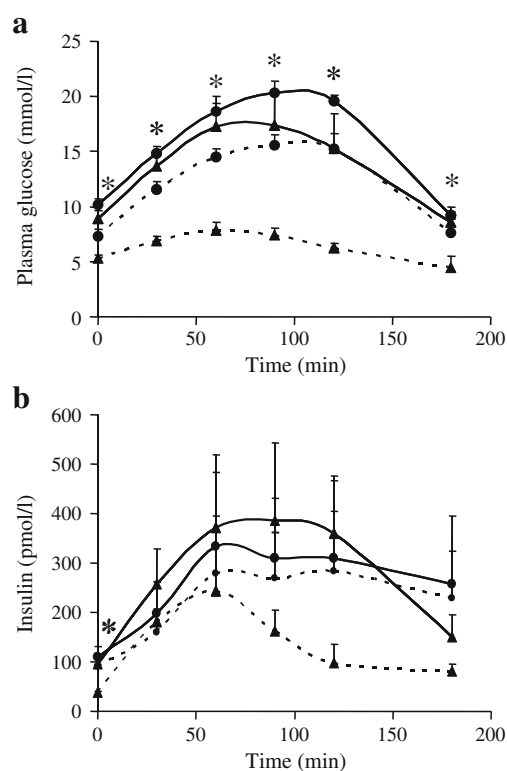 a
25
20
15
10
5
0
Plasma glucose (mmol/l)
* * * * * * *
0 50 100 150 200
Time (min)
b
600
500
400
300
200
100
0
Insulin (pmol/l)
*
0 50 100 150 200
Time (min)